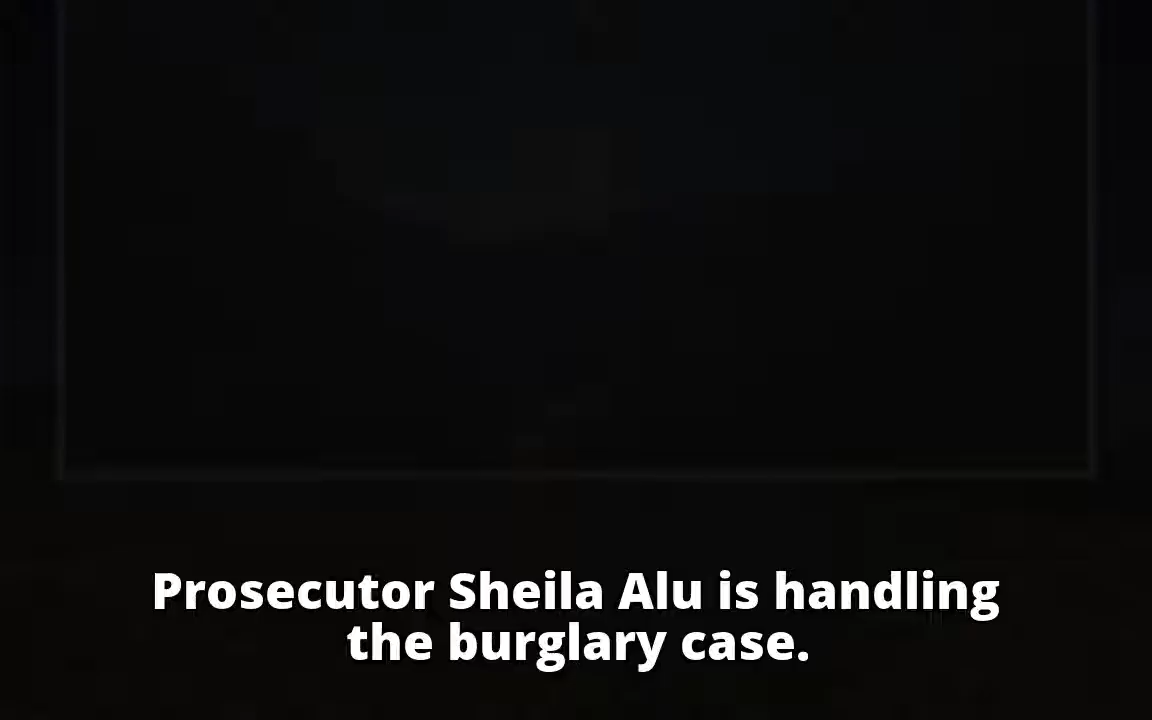 Prosecutor Sheila Alu is handling
the burglary case.